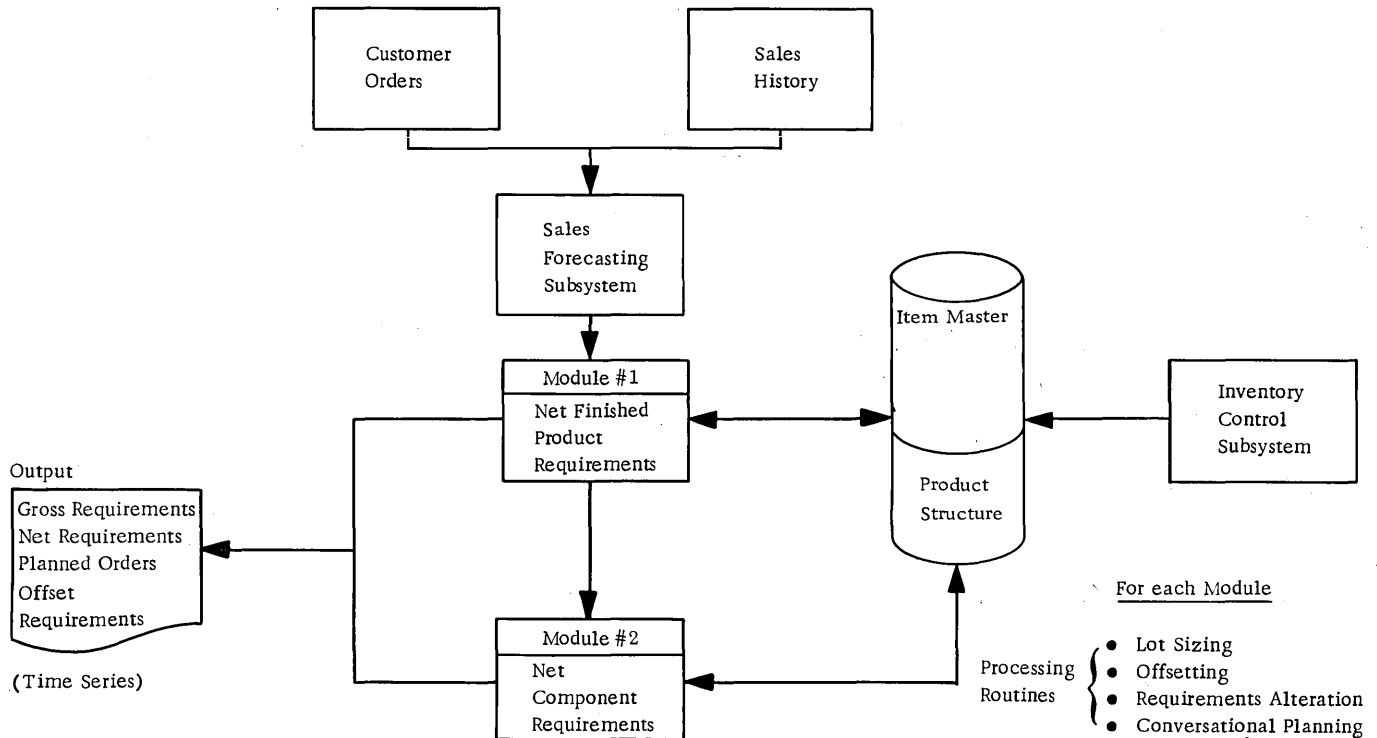 Customer
Orders
Sales
History
Sales
Forecasting
Subsystem
Item Master
Product
Structure
Module #1
Net Finished
Product
Requirements
Inventory
Control
Subsystem
Output
Gross Requirements
Net Requirements
Planned Orders
Offset
Requirements
(Time Series)
Module #2
Net
Component
Requirements
For each Module
Processing
Routines
• Lot Sizing
• Offsetting
• Requirements Alteration
• Conversational Planning